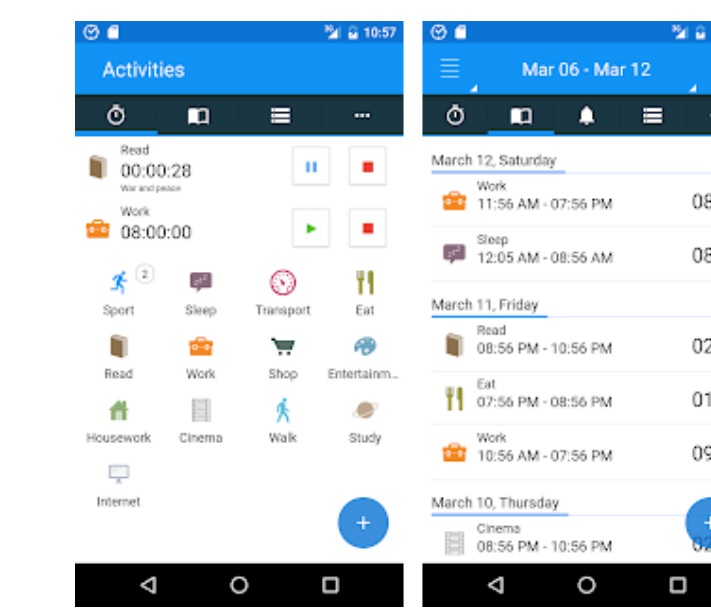 10:57
Activities
Read
00:00:28
War and peace
Work
08:00:00
2
Sport Sleep Transport Eat
Read Work Shop Entertainm...
Housework Cinema Walk Study
Internet
+
Mar 06 - Mar 12
March 12, Saturday
Work
11:56 AM - 07:56 PM 08
Sleep
12:05 AM - 08:56 AM 08
March 11, Friday
Read
08:56 PM - 10:56 PM 02
Eat
07:56 PM - 08:56 PM 01
Work
10:56 AM - 07:56 PM 09
March 10, Thursday
Cinema
08:56 PM - 10:56 PM 02